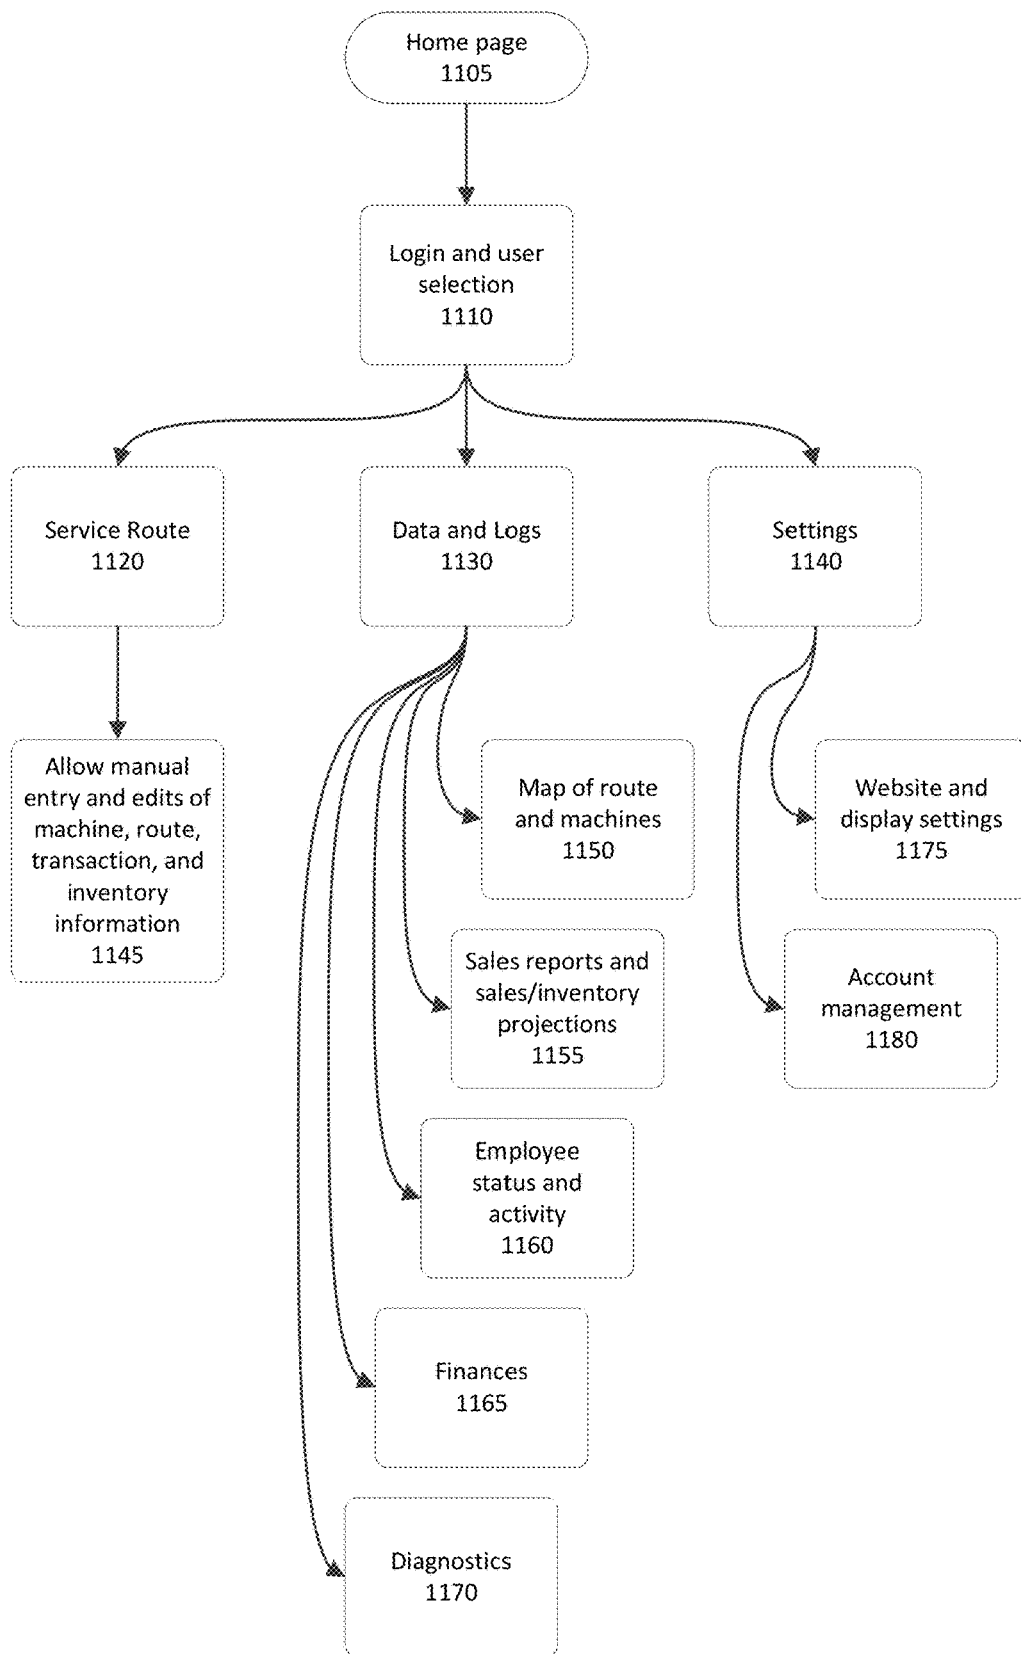 Home page
1105
Login and user
selection
1110
Service Route
1120
Data and Logs
1130
Settings
1140
Allow manual
entry and edits of
machine, route,
transaction, and
inventory
information
1145
Map of route
and machines
1150
Website and
display settings
1175
Sales reports and
sales/inventory
projections
1155
Account
management
1180
Employee
status and
activity
1160
Finances
1165
Diagnostics
1170